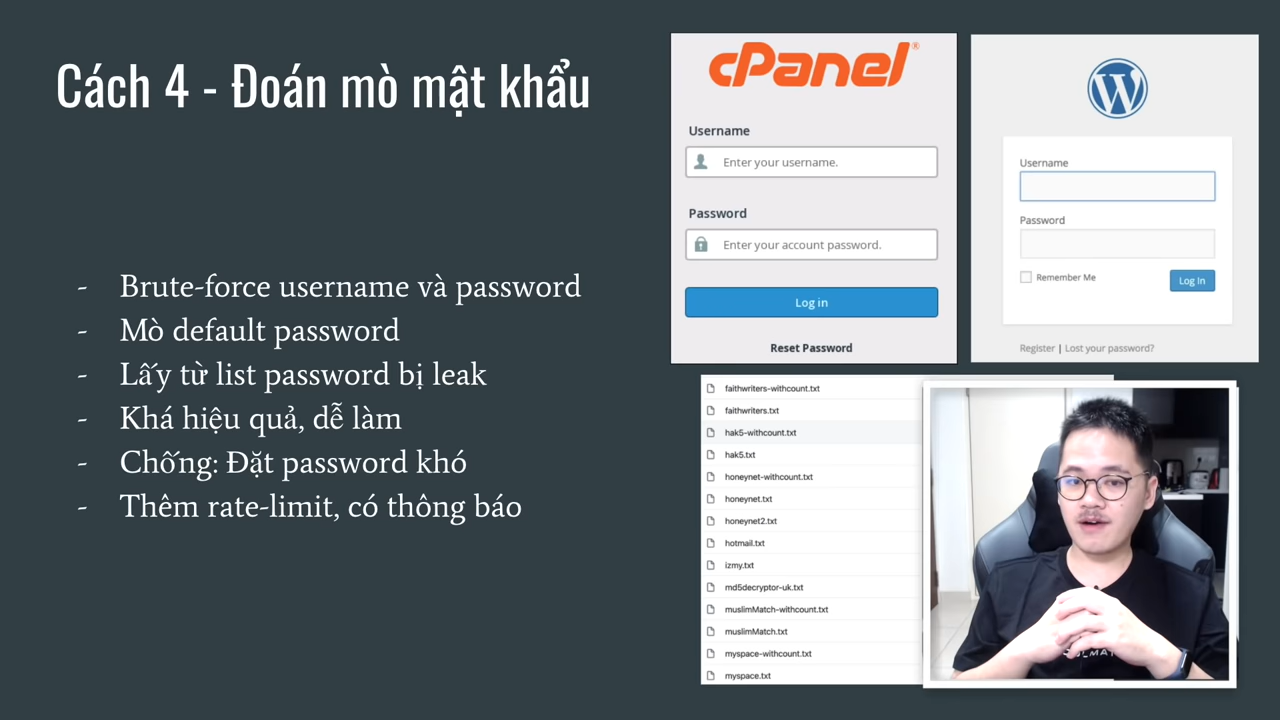 Cách 4 - Đoán mò mật khẩu
- Brute-force username và password
- Mò default password
- Lấy từ list password bị leak
- Khá hiệu quả, dễ làm
- Chống: Đặt password khó
- Thêm rate-limit, có thông báo
cPanel®
Username
Enter your username.
Password
Enter your account password.
Log in
Reset Password
W
Username
Password
Remember Me
Log In
Register | Lost your password?
faithwriters-withcount.txt
faithwriters.txt
hak5-withcount.txt
hak5.txt
honeynet-withcount.txt
honeynet.txt
honeynet2.txt
hotmail.txt
izmy.txt
md5decryptor-uk.txt
muslimMatch-withcount.txt
muslimMatch.txt
myspace-withcount.txt
myspace.txt